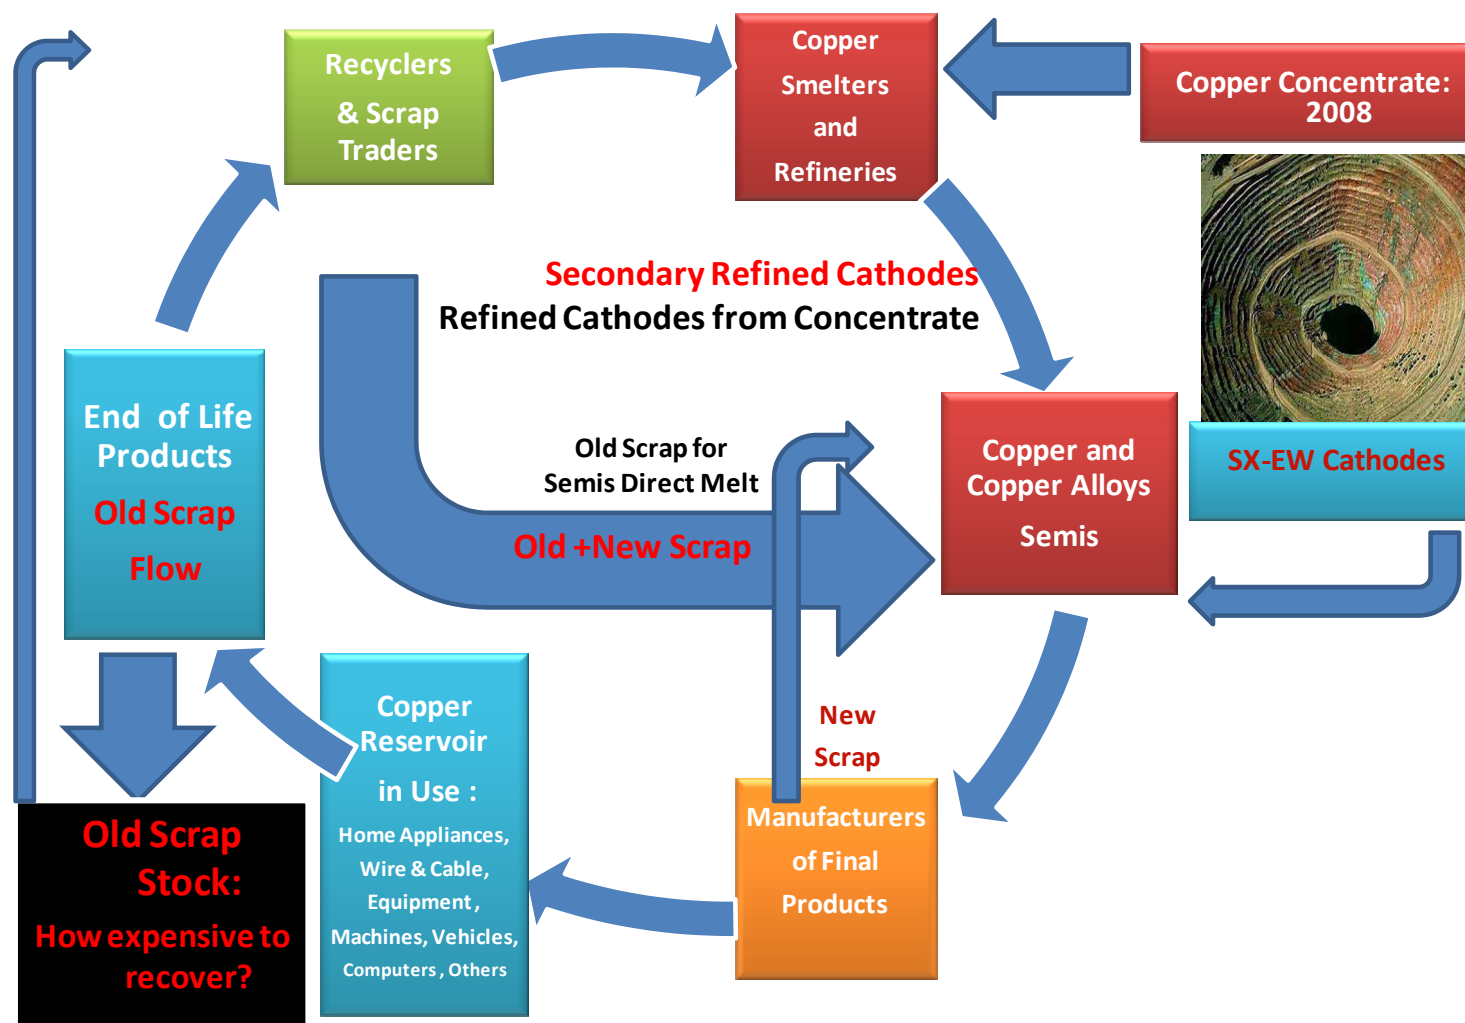 Recyclers
& Scrap
Traders
Copper
Smelters
and
Refineries
Copper Concentrate:
2008
Secondary Refined Cathodes
Refined Cathodes from Concentrate
End of Life
Products
Old Scrap
Flow
Old Scrap for
Semis Direct Melt
Old +New Scrap
Copper and
Copper Alloys
Semis
SX-EW Cathodes
Copper
Reservoir
in Use :
Home Appliances,
Wire & Cable,
Equipment ,
Machines, Vehicles,
Computers , Others
New
Scrap
Manufacturers
of Final
Products
Old Scrap
Stock:
How expensive to
recover?